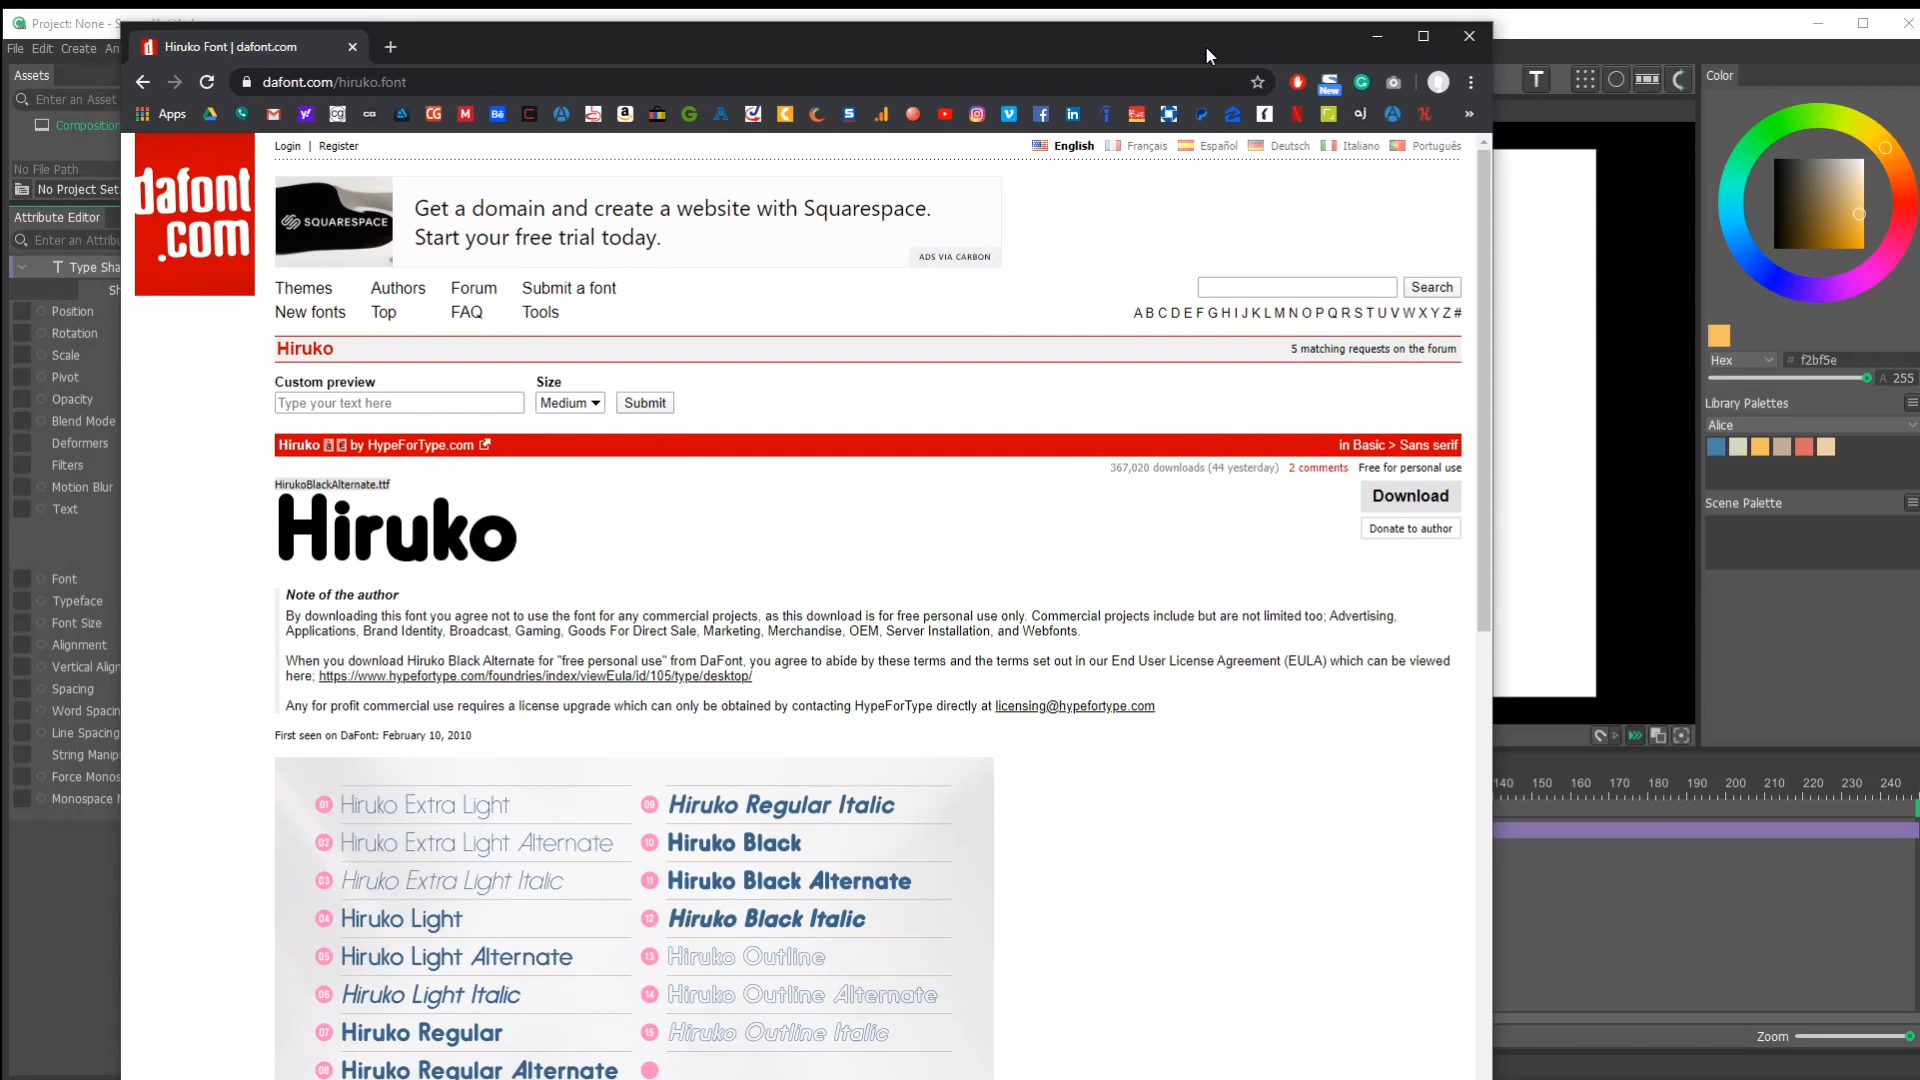 Project: None - S
File Edit Create An
Hiruko Font | dafont.com
dafont.com/hiruko.font
New
Apps
Assets
Enter an Asset
Composition
No File Path
No Project Set
Attribute Editor
Enter an Attribu
T Type Sha
Sh
Position
Rotation
Scale
Pivot
Opacity
Blend Mode
Deformers
Filters
Motion Blur
Text
Font
Typeface
Font Size
Alignment
Vertical Align
Spacing
Word Spacin
Line Spacing
String Manip
Force Monos
Monospace M
dafont
.com
Login | Register
English Français Español Deutsch Italiano Português
SQUARESPACE
Get a domain and create a website with Squarespace.
Start your free trial today.
ADS VIA CARBON
Themes Authors Forum Submit a font
New fonts Top FAQ Tools
Search
A B C D E F G H I J K L M N O P Q R S T U V W X Y Z #
Hiruko
5 matching requests on the forum
Custom preview Size
Type your text here Medium Submit
Hiruko à € by HypeForType.com
in Basic > Sans serif
367,020 downloads (44 yesterday) 2 comments Free for personal use
HirukoBlackAlternate.ttf
Hiruko
Download
Donate to author
Note of the author
By downloading this font you agree not to use the font for any commercial projects, as this download is for free personal use only. Commercial projects include but are not limited too; Advertising,
Applications, Brand Identity, Broadcast, Gaming, Goods For Direct Sale, Marketing, Merchandise, OEM, Server Installation, and Webfonts.
When you download Hiruko Black Alternate for "free personal use" from DaFont, you agree to abide by these terms and the terms set out in our End User License Agreement (EULA) which can be viewed
here; https://www.hypefortype.com/foundries/index/viewEula/id/105/type/desktop/
Any for profit commercial use requires a license upgrade which can only be obtained by contacting HypeForType directly at licensing@hypefortype.com
First seen on DaFont: February 10, 2010
01 Hiruko Extra Light
02 Hiruko Extra Light Alternate
03 Hiruko Extra Light Italic
04 Hiruko Light
05 Hiruko Light Alternate
06 Hiruko Light Italic
07 Hiruko Regular
08 Hiruko Regular Alternate
09 Hiruko Regular Italic
10 Hiruko Black
11 Hiruko Black Alternate
12 Hiruko Black Italic
13 Hiruko Outline
14 Hiruko Outline Alternate
15 Hiruko Outline Italic
T
Color
Hex # f2bf5e
A 255
Library Palettes
Alice
Scene Palette
140 150 160 170 180 190 200 210 220 230 240
Zoom